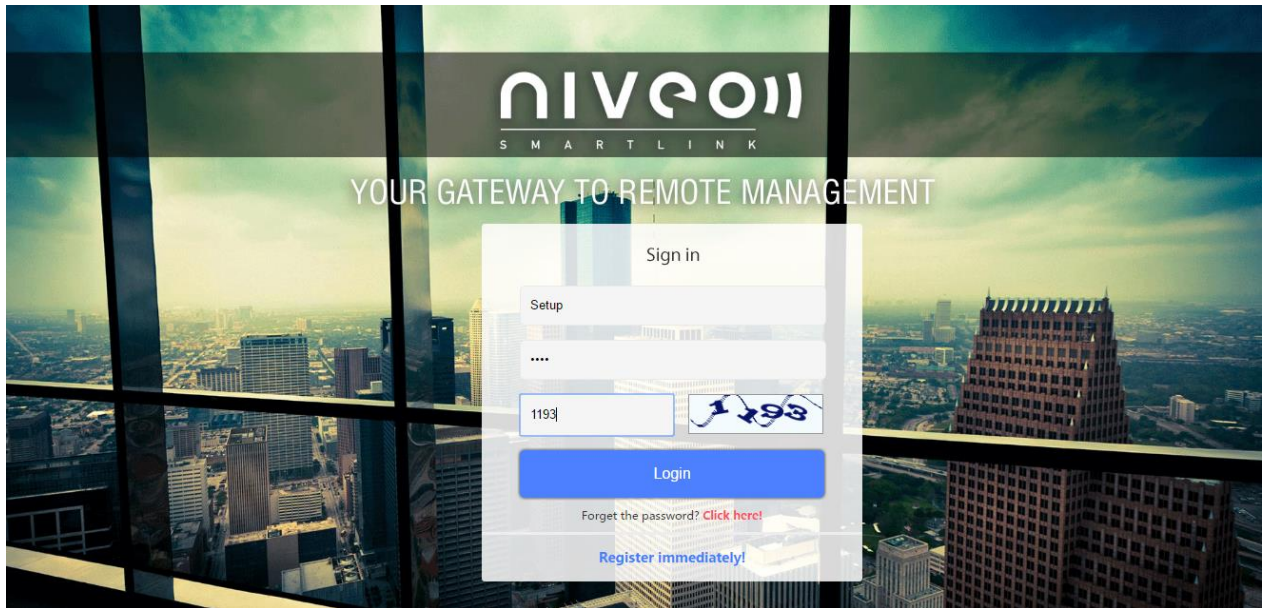 niveo
SMARTLINK
YOUR GATEWAY TO REMOTE MANAGEMENT
Sign in
Setup
••••
1193 1193
Login
Forget the password? Click here!
Register immediately!